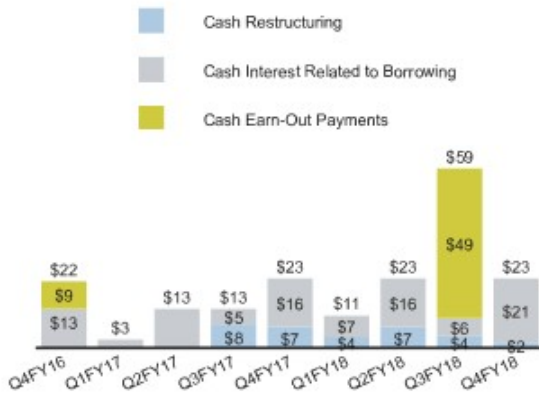 Cash Restructuring
Cash Interest Related to Borrowing
Cash Earn-Out Payments
$59
$22
$9
$13
$3
$13
$13
$5
$8
$23
$16
$7
$11
$7
$4
$23
$16
$7
$49
$6
$4
$23
$21
$2
Q4FY16
Q1FY17
Q2FY17
Q3FY17
Q4FY17
Q1FY18
Q2FY18
Q3FY18
Q4FY18